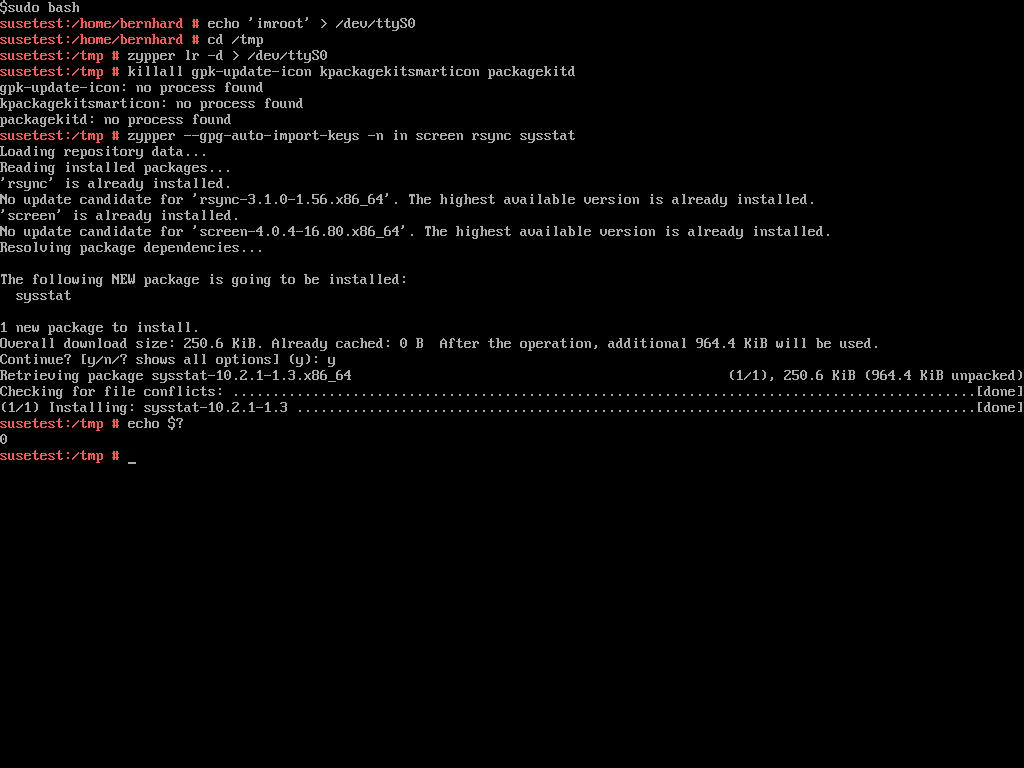 $sudo bash
susetest:/home/bernhard # echo 'imroot' > /dev/ttyS0
susetest:/home/bernhard # cd /tmp
susetest:/tmp # zypper lr -d > /dev/ttyS0
susetest:/tmp # killall gpk-update-icon kpackagekitsmarticon packagekitd
gpk-update-icon: no process found
kpackagekitsmarticon: no process found
packagekitd: no process found
susetest:/tmp # zypper --gpg-auto-import-keys -n in screen rsync sysstat
Loading repository data...
Reading installed packages...
'rsync' is already installed.
No update candidate for 'rsync-3.1.0-1.56.x86_64'. The highest available version is already installed.
'screen' is already installed.
No update candidate for 'screen-4.0.4-16.80.x86_64'. The highest available version is already installed.
Resolving package dependencies...

The following NEW package is going to be installed:
  sysstat

1 new package to install.
Overall download size: 250.6 KiB. Already cached: 0 B  After the operation, additional 964.4 KiB will be used.
Continue? [y/n/? shows all options] (y): y
Retrieving package sysstat-10.2.1-1.3.x86_64                                               (1/1), 250.6 KiB (964.4 KiB unpacked)
Checking for file conflicts: .............................................................................................[done]
(1/1) Installing: sysstat-10.2.1-1.3 .....................................................................................[done]
susetest:/tmp # echo $?
0
susetest:/tmp # _